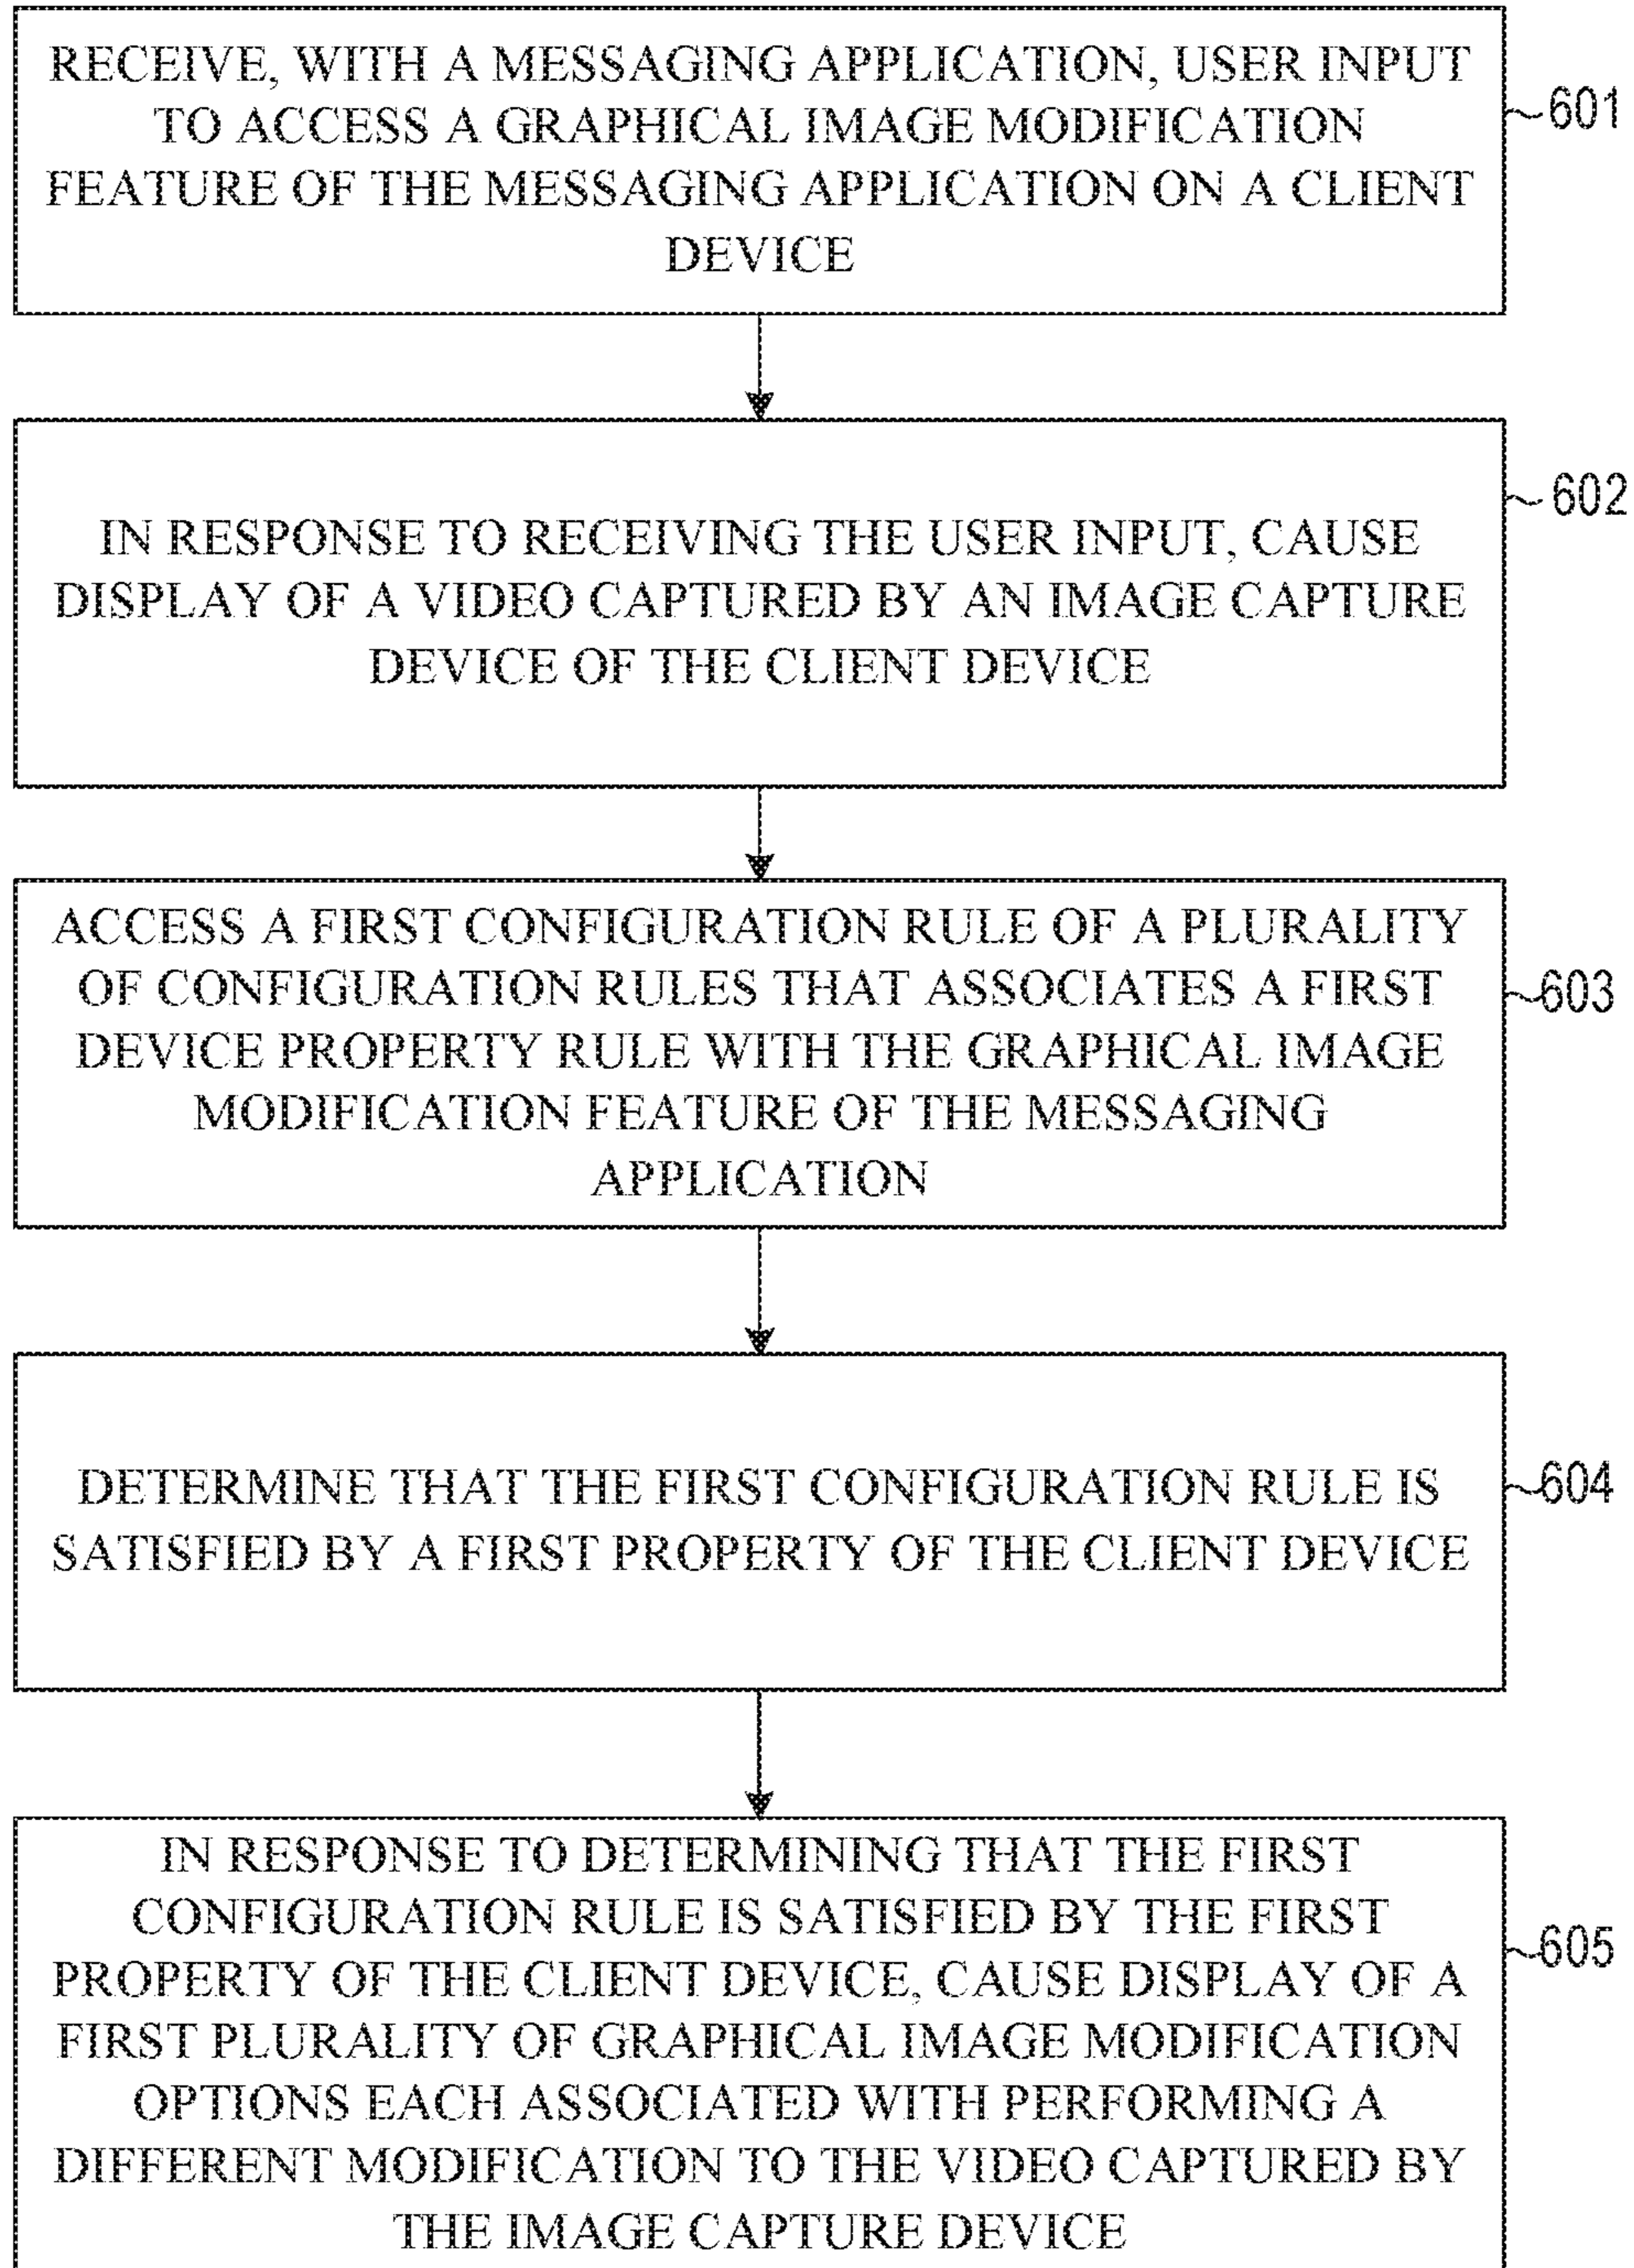 RECEIVE, WITH A MESSAGING APPLICATION, USER INPUT
TO ACCESS A GRAPHICAL IMAGE MODIFICATION
FEATURE OF THE MESSAGING APPLICATION ON A CLIENT
DEVICE
601
IN RESPONSE TO RECEIVING THE USER INPUT, CAUSE
DISPLAY OF A VIDEO CAPTURED BY AN IMAGE CAPTURE
DEVICE OF THE CLIENT DEVICE
602
ACCESS A FIRST CONFIGURATION RULE OF A PLURALITY
OF CONFIGURATION RULES THAT ASSOCIATES A FIRST
DEVICE PROPERTY RULE WITH THE GRAPHICAL IMAGE
MODIFICATION FEATURE OF THE MESSAGING
APPLICATION
603
DETERMINE THAT THE FIRST CONFIGURATION RULE IS
SATISFIED BY A FIRST PROPERTY OF THE CLIENT DEVICE
604
IN RESPONSE TO DETERMINING THAT THE FIRST
CONFIGURATION RULE IS SATISFIED BY THE FIRST
PROPERTY OF THE CLIENT DEVICE, CAUSE DISPLAY OF A
FIRST PLURALITY OF GRAPHICAL IMAGE MODIFICATION
OPTIONS EACH ASSOCIATED WITH PERFORMING A
DIFFERENT MODIFICATION TO THE VIDEO CAPTURED BY
THE IMAGE CAPTURE DEVICE
605